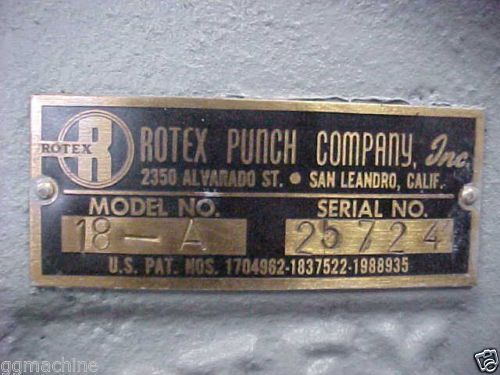 ROTEX
R
ROTEX PUNCH COMPANY, Inc.
2350 ALVARADO ST. • SAN LEANDRO, CALIF.
MODEL NO. SERIAL NO.
18-A 25724
U.S. PAT. NOS. 1704962-1837522-1988935
ggmachine